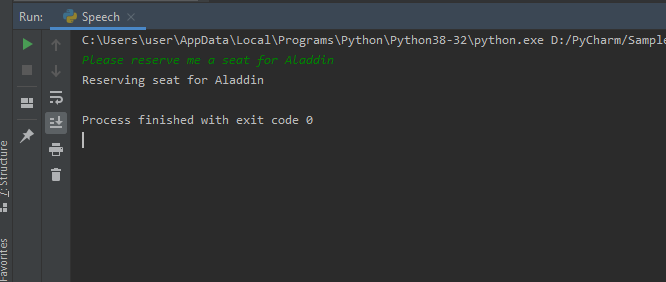 Run: Speech
C:\Users\user\AppData\Local\Programs\Python\Python38-32\python.exe D:/PyCharm/Sample
Please reserve me a seat for Aladdin
Reserving seat for Aladdin
Process finished with exit code 0
Z: Structure
Favorites